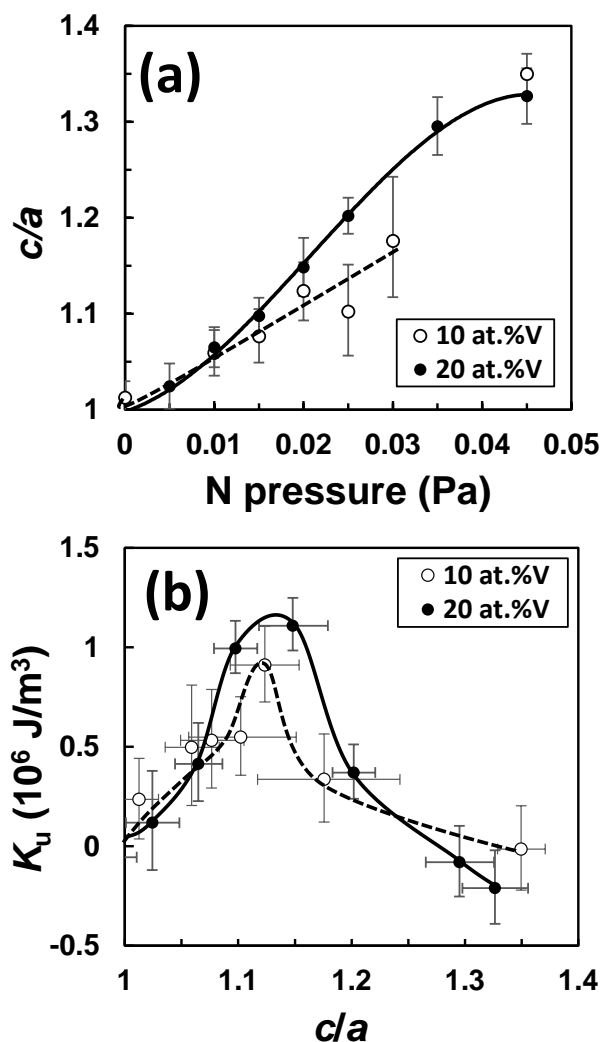 (a)
1.4
1.3
1.2
1.1
1
c/a
10 at.%V
20 at.%V
0
0.01
0.02
0.03
0.04
0.05
N pressure (Pa)
(b)
1.5
1
0.5
0
-0.5
Ku (10⁶ J/m³)
10 at.%V
20 at.%V
1
1.1
1.2
1.3
1.4
c/a